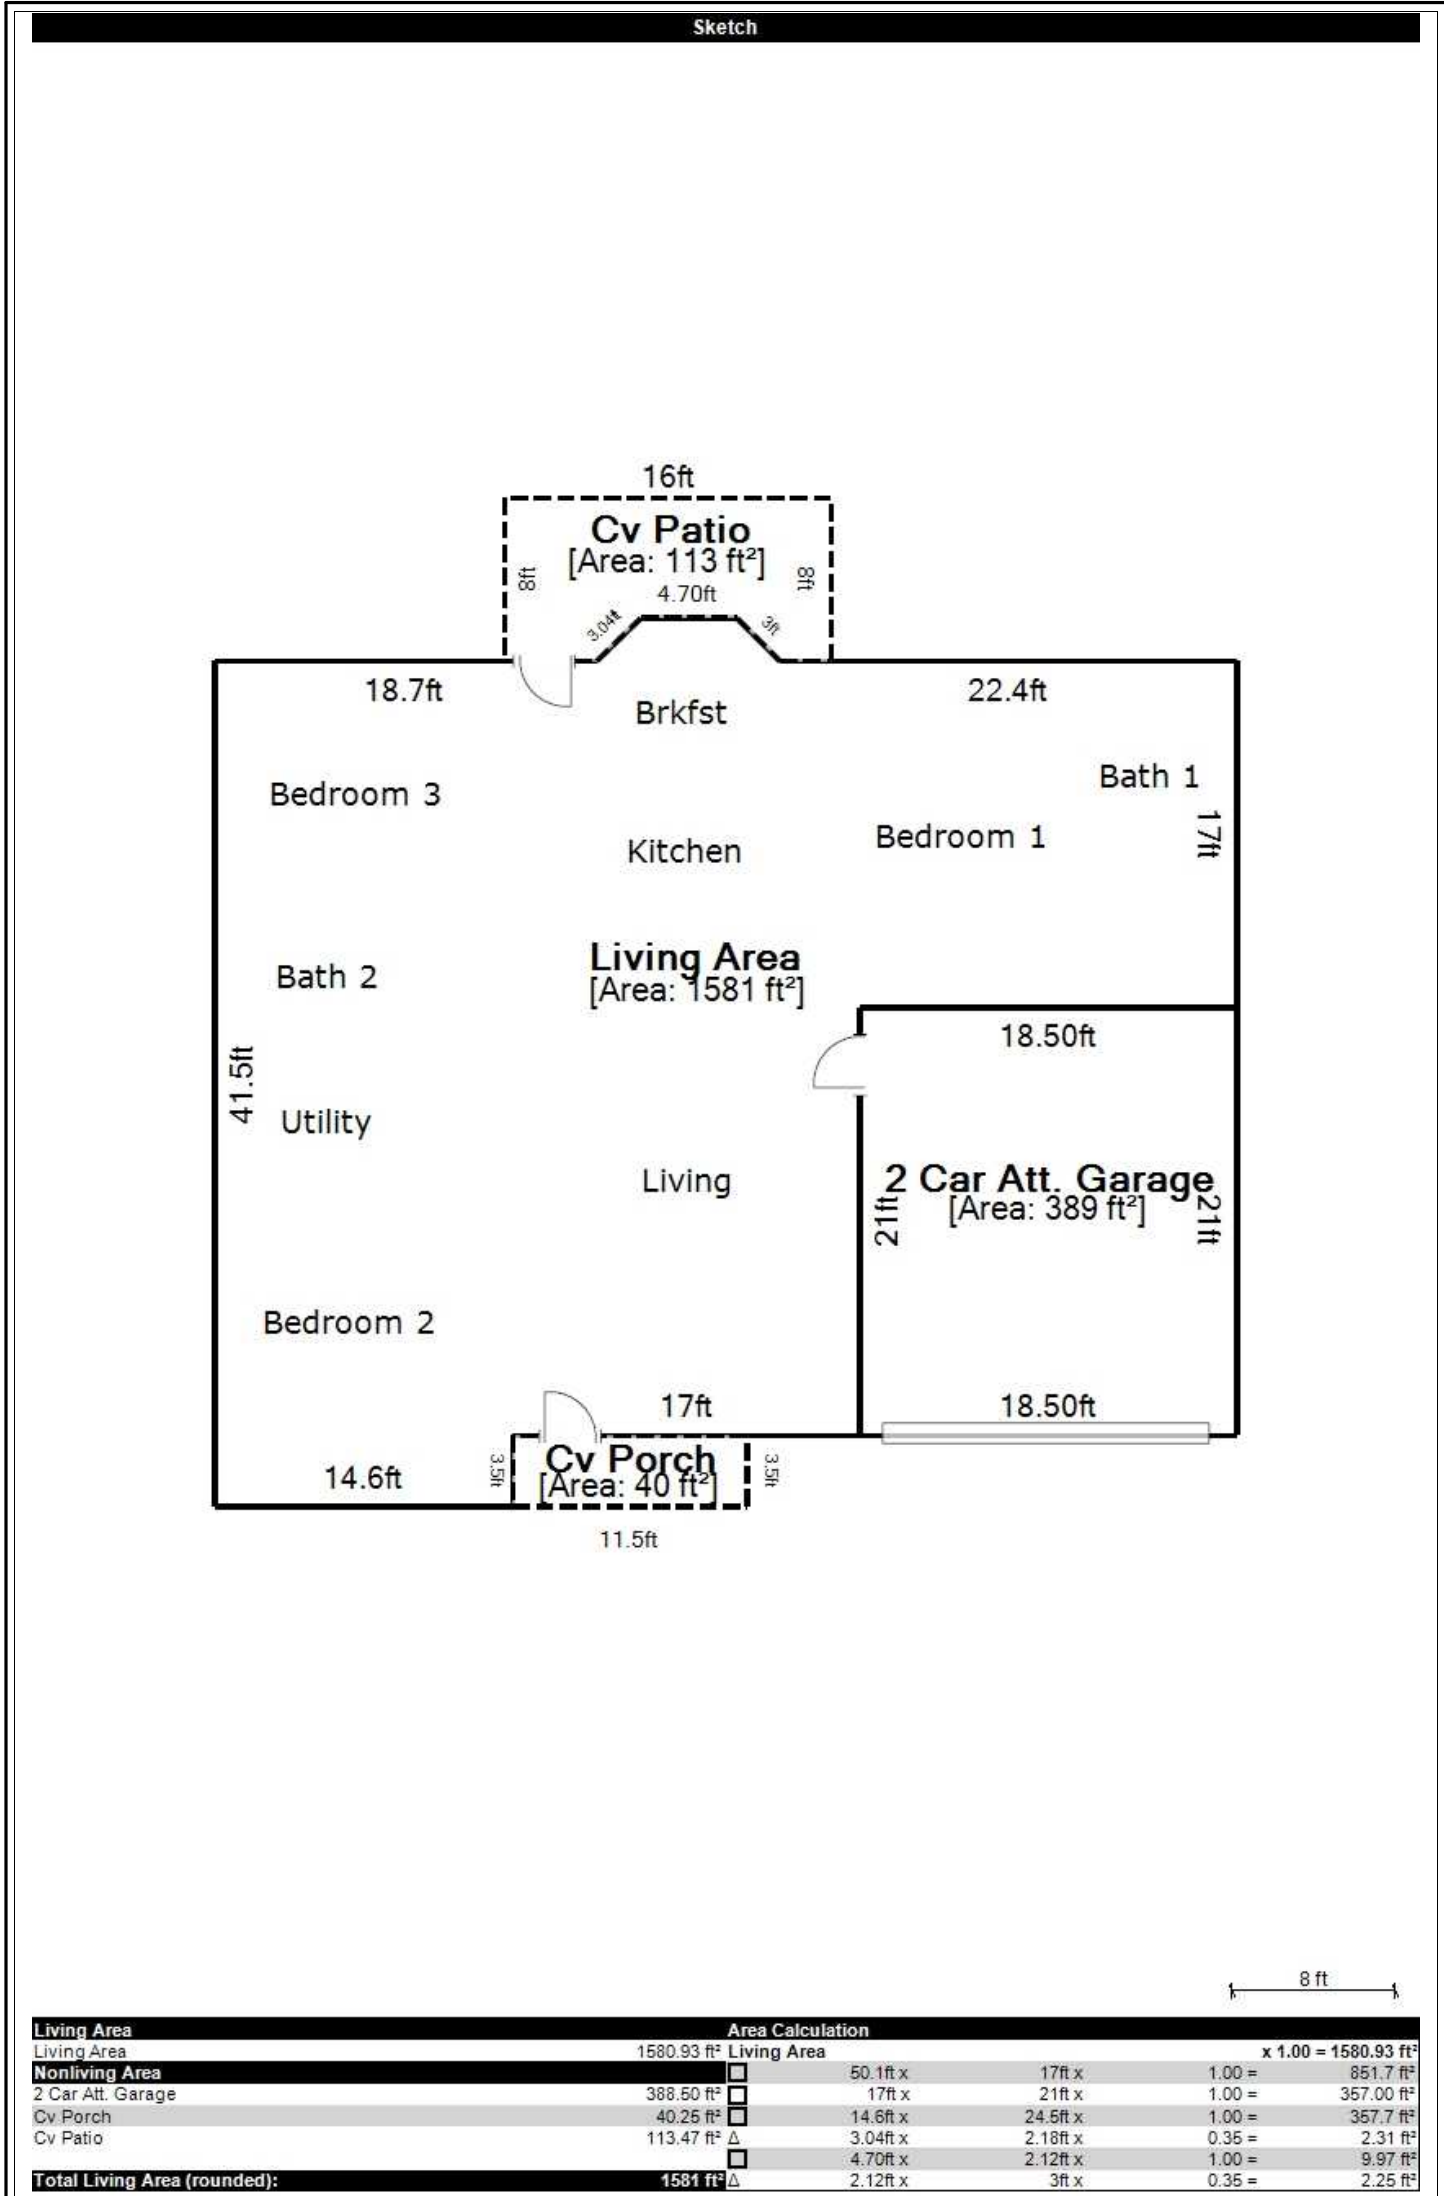 Sketch
16ft
Cv Patio
[Area: 113 ft²]
8ft
8ft
4.70ft
3.04ft
3ft
18.7ft
22.4ft
Brkfst
Bath 1
Bedroom 3
17ft
Kitchen
Bedroom 1
Living Area
[Area: 1581 ft²]
Bath 2
18.50ft
41.5ft
Utility
Living
2 Car Att. Garage
[Area: 389 ft²]
21ft
21ft
Bedroom 2
17ft
18.50ft
Cv Porch
[Area: 40 ft²]
3.5ft
3.5ft
14.6ft
11.5ft
8 ft
Living Area Area Calculation
Living Area 1580.93 ft² Living Area x 1.00 = 1580.93 ft²
Nonliving Area 50.1ft x 17ft x 1.00 = 851.7 ft²
2 Car Att. Garage 388.50 ft² 17ft x 21ft x 1.00 = 357.00 ft²
Cv Porch 40.25 ft² 14.6ft x 24.5ft x 1.00 = 357.7 ft²
Cv Patio 113.47 ft² Δ 3.04ft x 2.18ft x 0.35 = 2.31 ft²
4.70ft x 2.12ft x 1.00 = 9.97 ft²
Total Living Area (rounded): 1581 ft² Δ 2.12ft x 3ft x 0.35 = 2.25 ft²